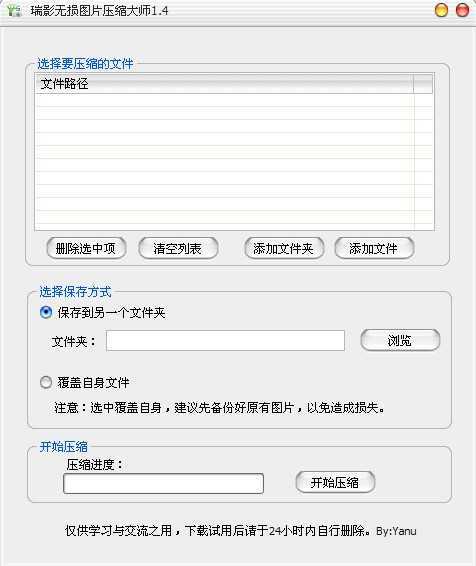 瑞影无损图片压缩大师1.4
选择要压缩的文件
文件路径
删除选中项 清空列表 添加文件夹 添加文件
选择保存方式
保存到另一个文件夹
文件夹： 浏览
覆盖自身文件
注意：选中覆盖自身，建议先备份好原有图片，以免造成损失。
开始压缩
压缩进度：
开始压缩
仅供学习与交流之用，下载试用后请于24小时内自行删除。By:Yanu